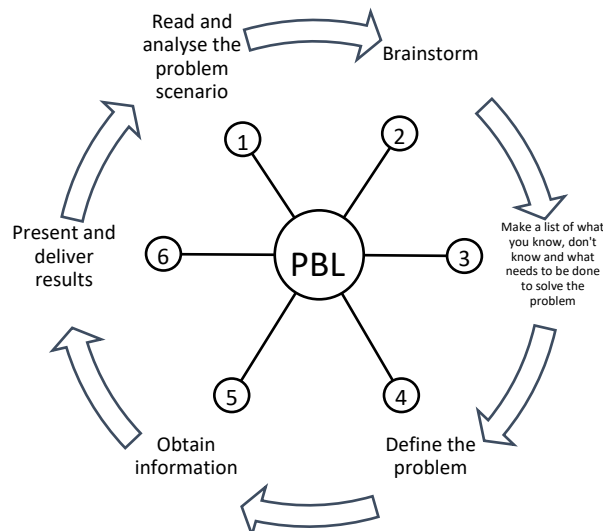 Read and
analyse the
problem
scenario
Brainstorm
1
2
Make a list of what
you know, don't
know and what
needs to be done
to solve the
problem
Present and
deliver
results
6
PBL
3
5
4
Obtain
information
Define the
problem